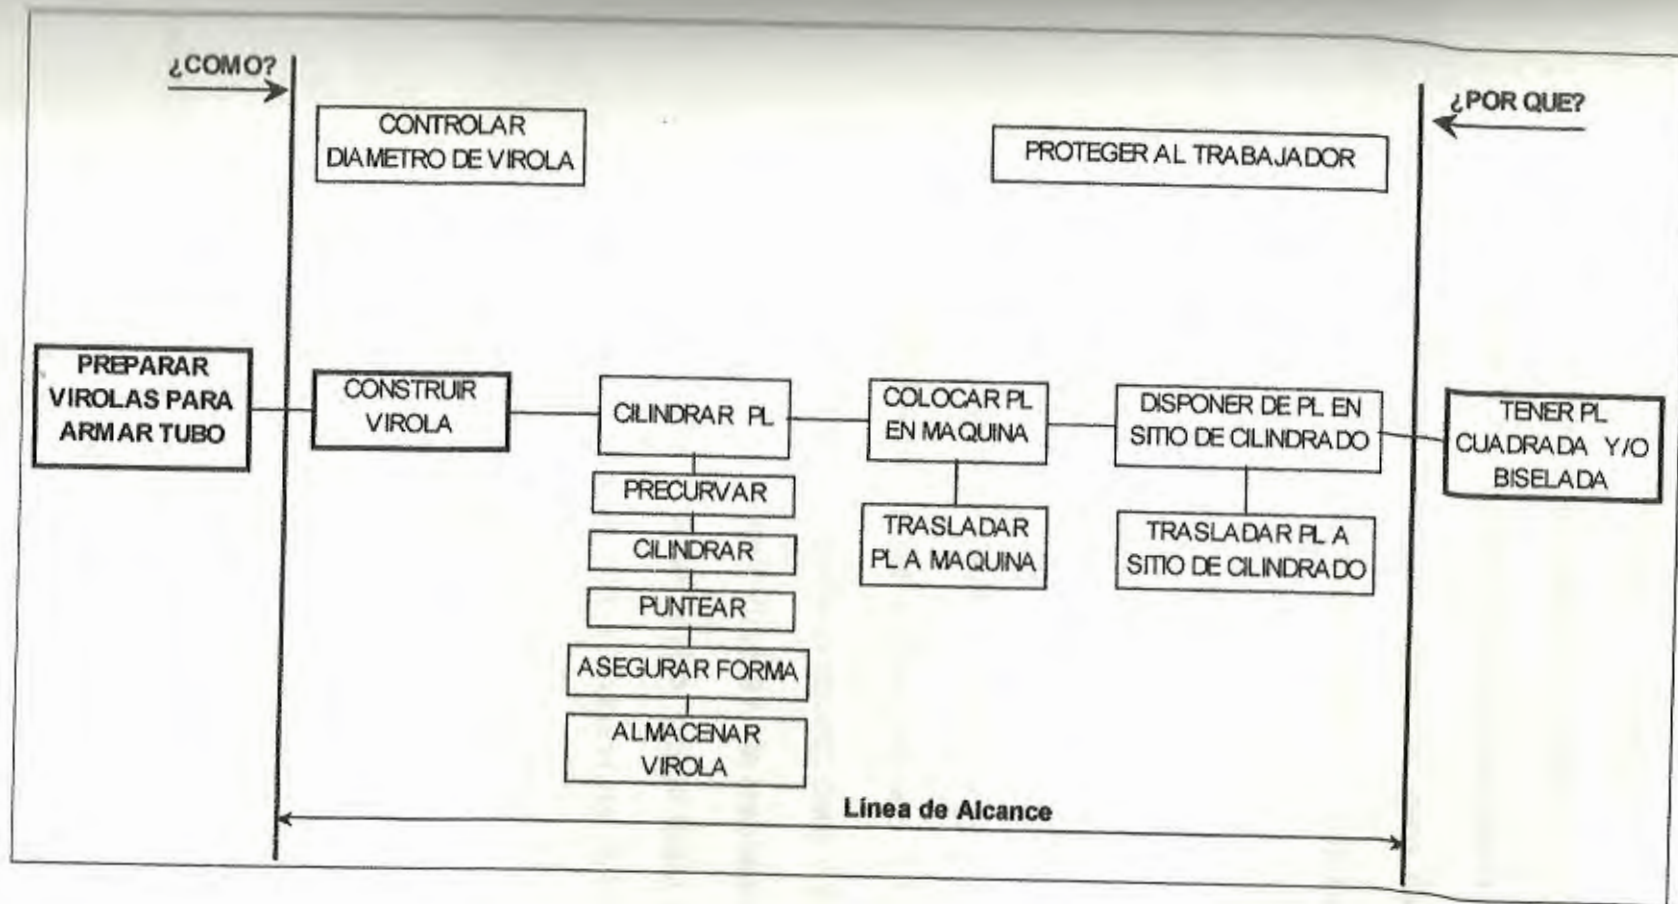 ¿COMO?
¿POR QUE?
CONTROLAR
DIAMETRO DE VIROLA
PROTEGER AL TRABAJADOR
PREPARAR
VIROLAS PARA
ARMAR TUBO
CONSTRUIR
VIROLA
CILINDRAR PL
COLOCAR PL
EN MAQUINA
DISPONER DE PL EN
SITIO DE CILINDRADO
TENER PL
CUADRADA Y/O
BISELADA
PRECURVAR
CILINDRAR
PUNTEAR
ASEGURAR FORMA
ALMACENAR
VIROLA
TRASLADAR
PL A MAQUINA
TRASLADAR PL A
SITIO DE CILINDRADO
Línea de Alcance